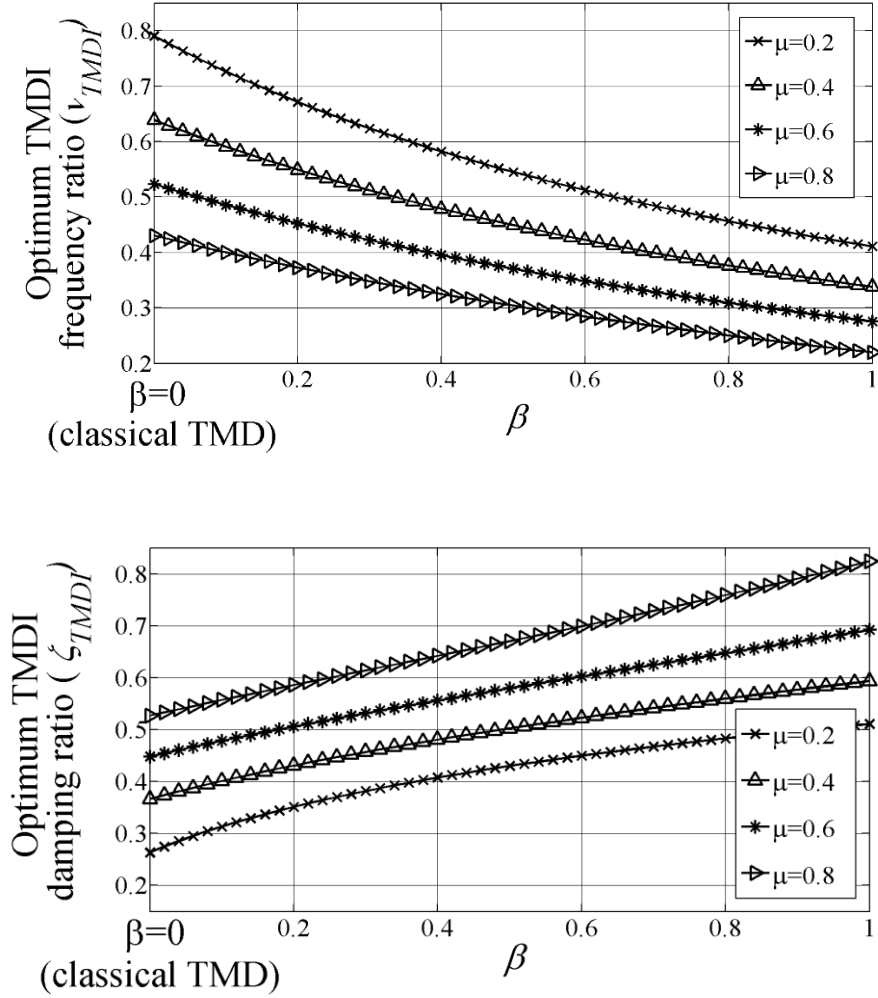 Optimum TMDI
frequency ratio (ν_TMDI)
0.8
0.7
0.6
0.5
0.4
0.3
0.2
μ=0.2
μ=0.4
μ=0.6
μ=0.8
β=0
(classical TMD)
0.2
0.4
0.6
0.8
1
β
Optimum TMDI
damping ratio (ζ_TMDI)
0.8
0.7
0.6
0.5
0.4
0.3
0.2
μ=0.2
μ=0.4
μ=0.6
μ=0.8
β=0
(classical TMD)
0.2
0.4
0.6
0.8
1
β